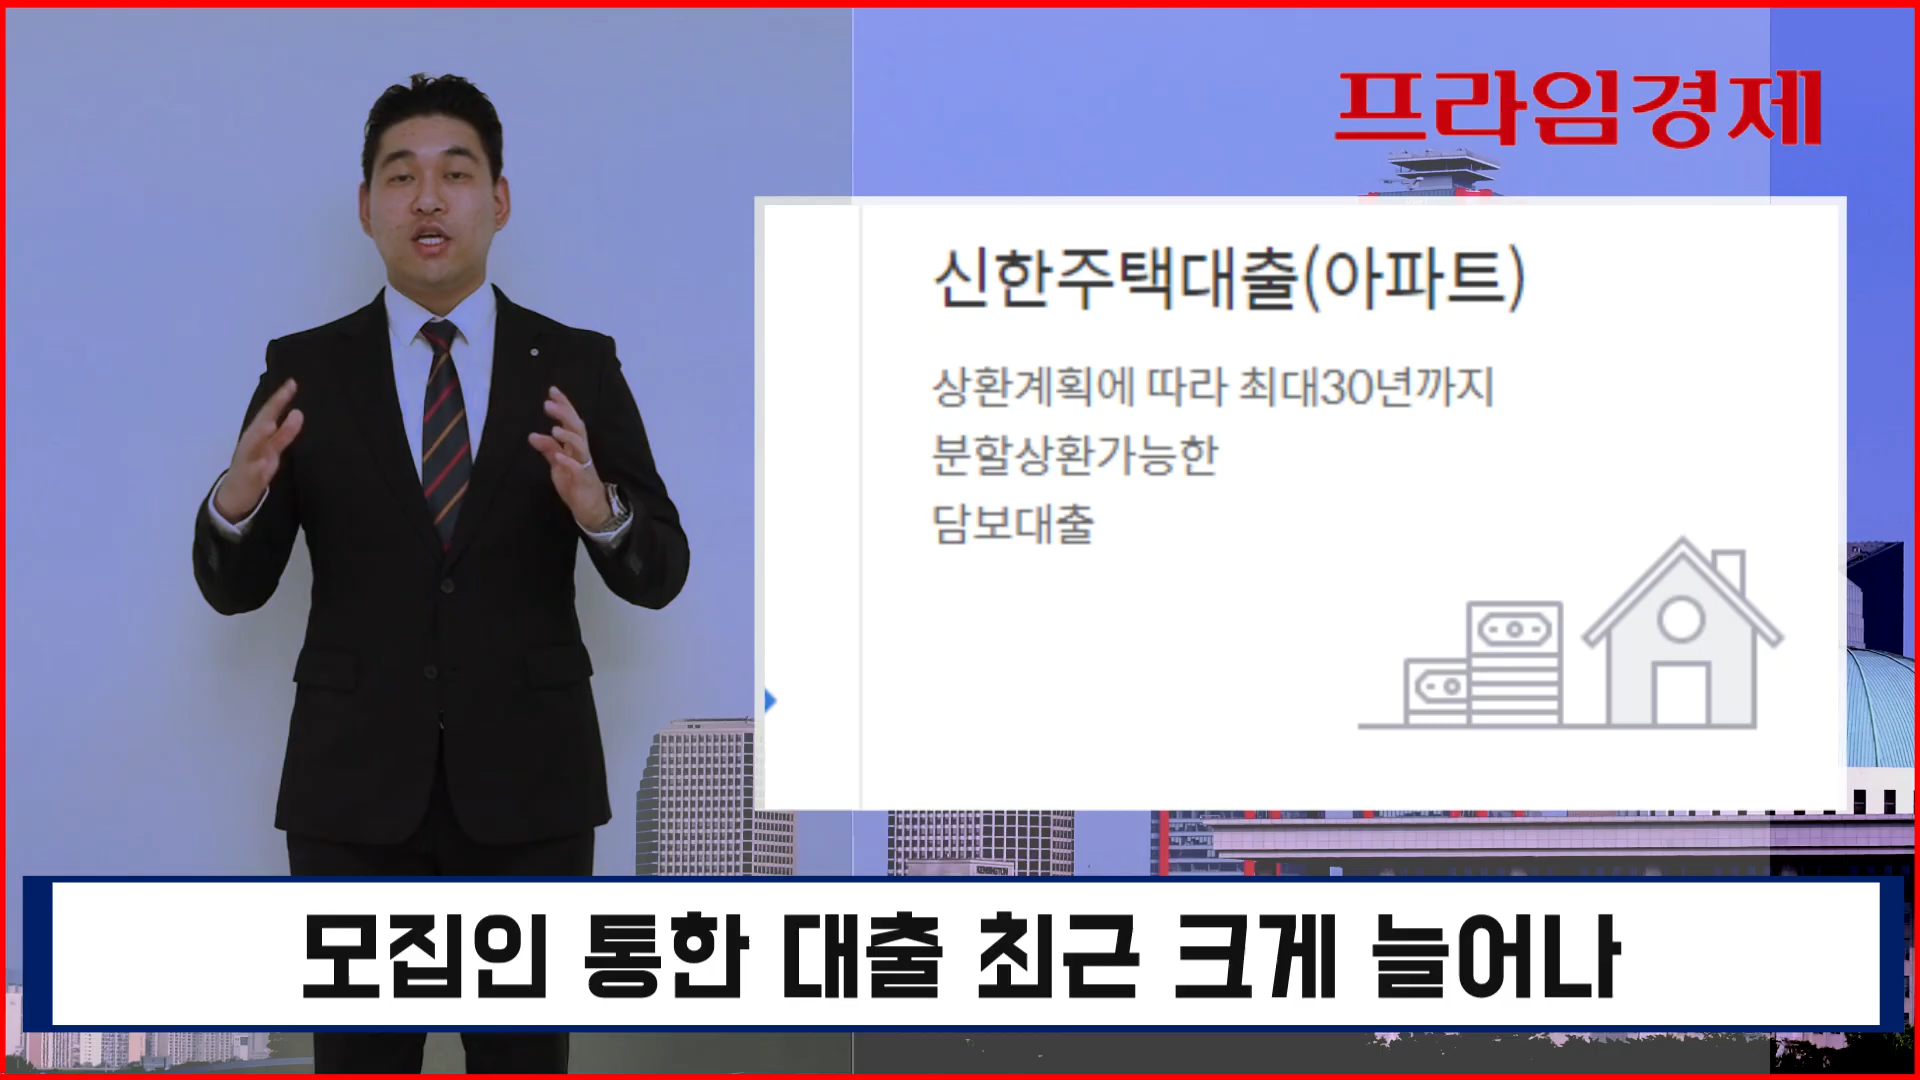 프라임경제
신한주택대출(아파트)
상환계획에 따라 최대30년까지
분할상환가능한
담보대출
KENSINGTON
모집인 통한 대출 최근 크게 늘어나